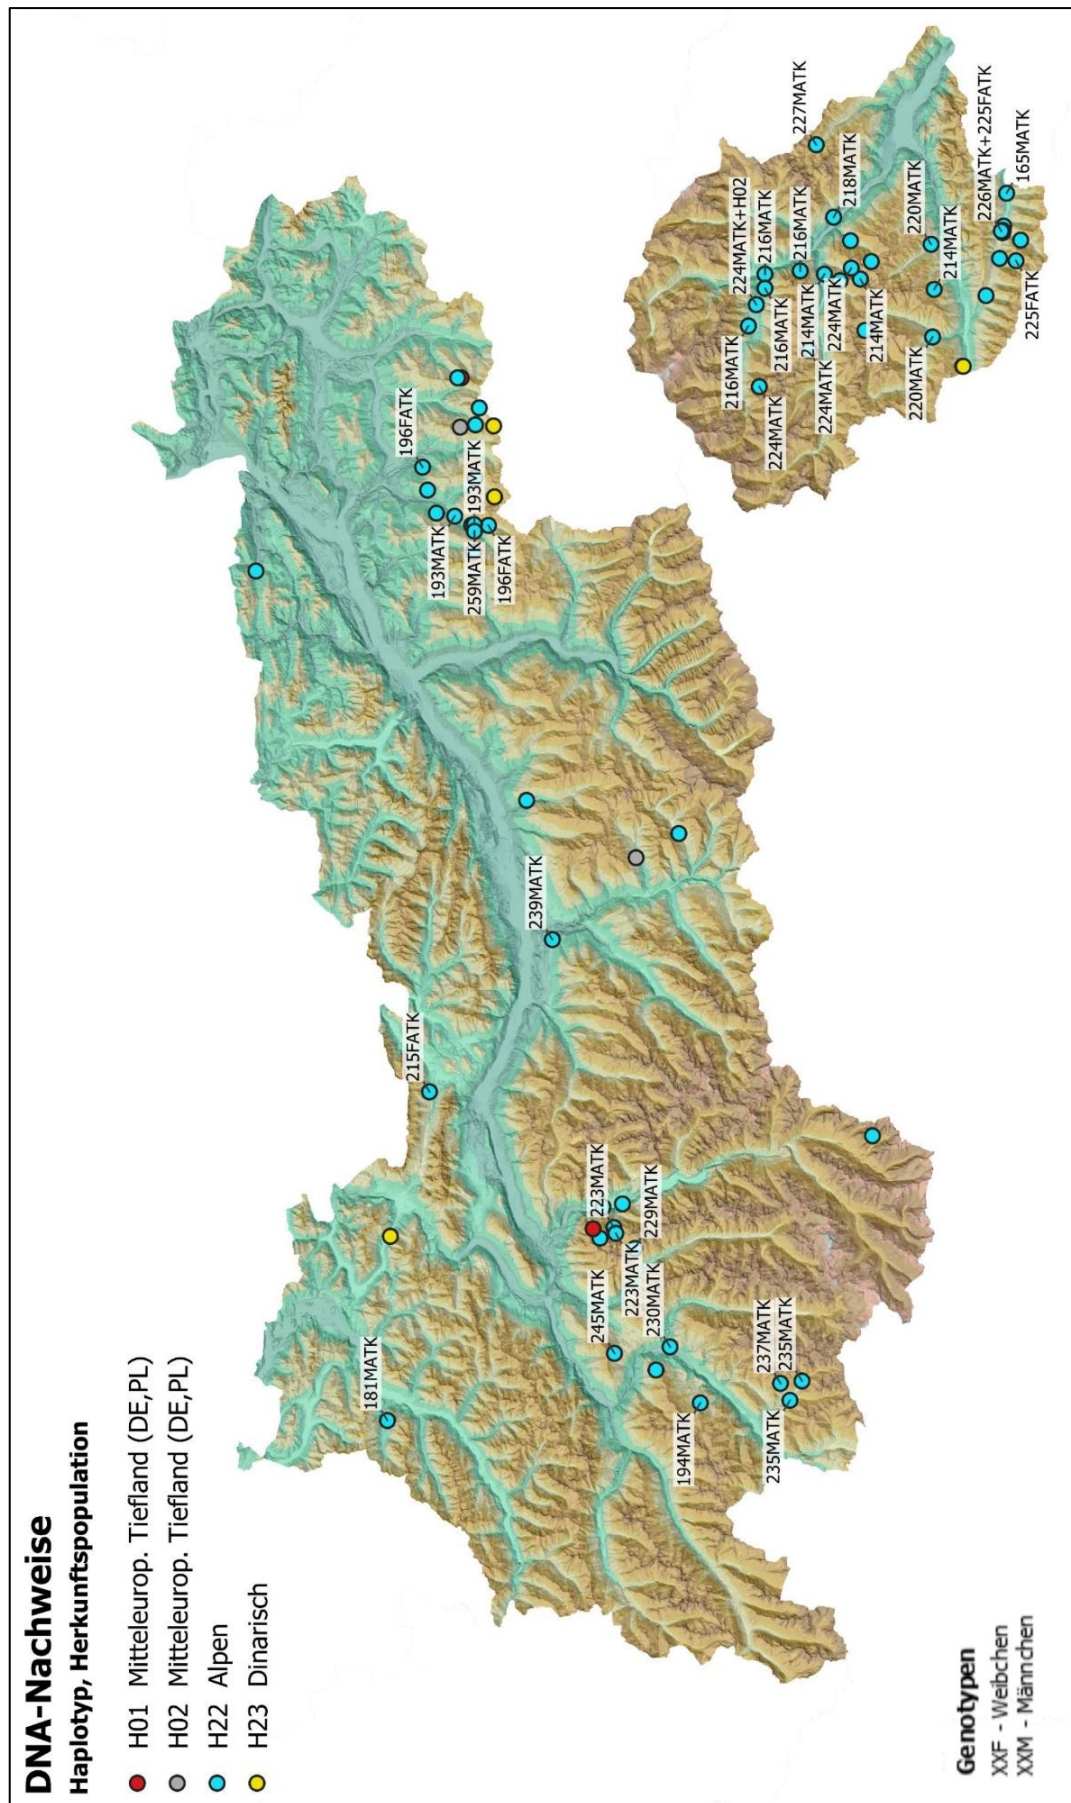 DNA-Nachweise
Haplotyp, Herkunftspopulation
H01 Mitteleurop. Tiefland (DE,PL)
H02 Mitteleurop. Tiefland (DE,PL)
H22 Alpen
H23 Dinarisch
181MATK
215FATK
196FATK
193MATK
193MATK
259MATK
196FATK
239MATK
223MATK
245MATK
223MATK
229MATK
230MATK
194MATK
237MATK
235MATK
235MATK
227MATK
224MATK+H02
216MATK
216MATK
218MATK
216MATK
216MATK
214MATK
224MATK
224MATK
224MATK
214MATK
220MATK
214MATK
220MATK
226MATK+225FATK
165MATK
225FATK
Genotypen
XXF - Weibchen
XXM - Männchen